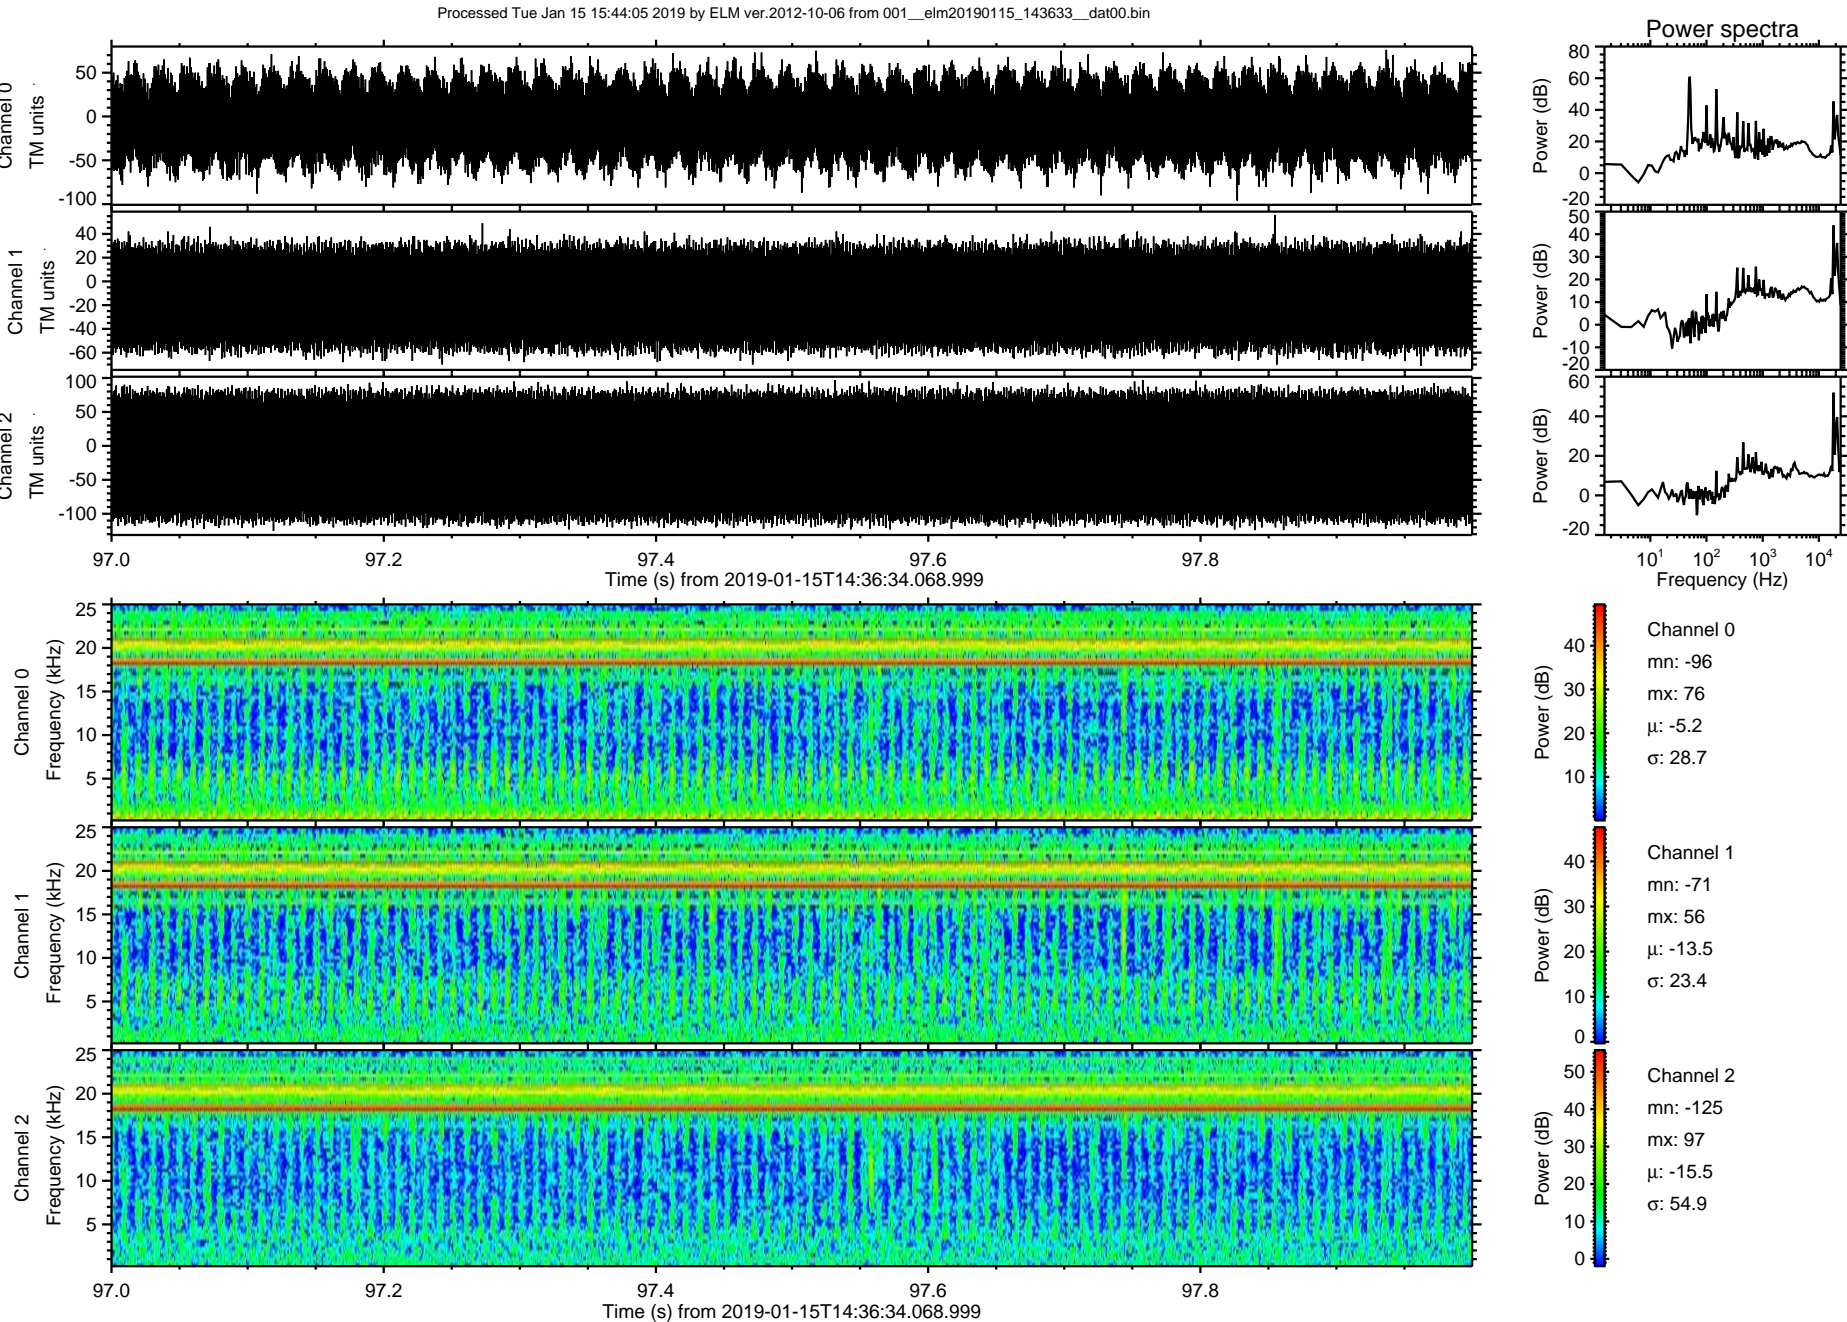 Processed Tue Jan 15 15:44:05 2019 by ELM ver.2012-10-06 from 001__elm20190115_143633__dat00.bin
Power spectra
Channel 0
TM units
50
0
-50
-100
Power (dB)
80
60
40
20
0
-20
Channel 1
TM units
40
20
0
-20
-40
-60
Power (dB)
50
40
30
20
10
0
-10
-20
Channel 2
TM units
100
50
0
-50
-100
Power (dB)
60
40
20
0
-20
97.0 97.2 97.4 97.6 97.8
Time (s) from 2019-01-15T14:36:34.068.999
10¹ 10² 10³ 10⁴
Frequency (Hz)
Channel 0
Frequency (kHz)
25
20
15
10
5
Power (dB)
40
30
20
10
Channel 0
mn: -96
mx: 76
μ: -5.2
σ: 28.7
Channel 1
Frequency (kHz)
25
20
15
10
5
Power (dB)
40
30
20
10
0
Channel 1
mn: -71
mx: 56
μ: -13.5
σ: 23.4
Channel 2
Frequency (kHz)
25
20
15
10
5
Power (dB)
50
40
30
20
10
0
Channel 2
mn: -125
mx: 97
μ: -15.5
σ: 54.9
97.0 97.2 97.4 97.6 97.8
Time (s) from 2019-01-15T14:36:34.068.999